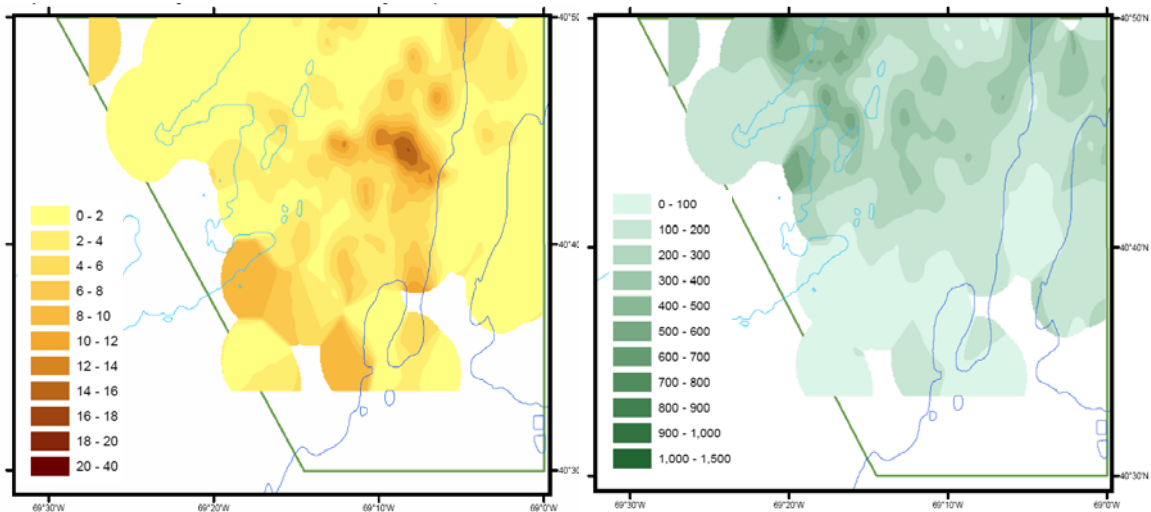 40°50'N
0 - 2
2 - 4
4 - 6
6 - 8
8 - 10
10 - 12
12 - 14
14 - 16
16 - 18
18 - 20
20 - 40
40°40'N
69°30'W
69°20'W
69°10'W
69°0'W
40°50'N
0 - 100
100 - 200
200 - 300
300 - 400
400 - 500
500 - 600
600 - 700
700 - 800
800 - 900
900 - 1,000
1,000 - 1,500
40°40'N
40°30'N
69°30'W
69°20'W
69°10'W
69°0'W